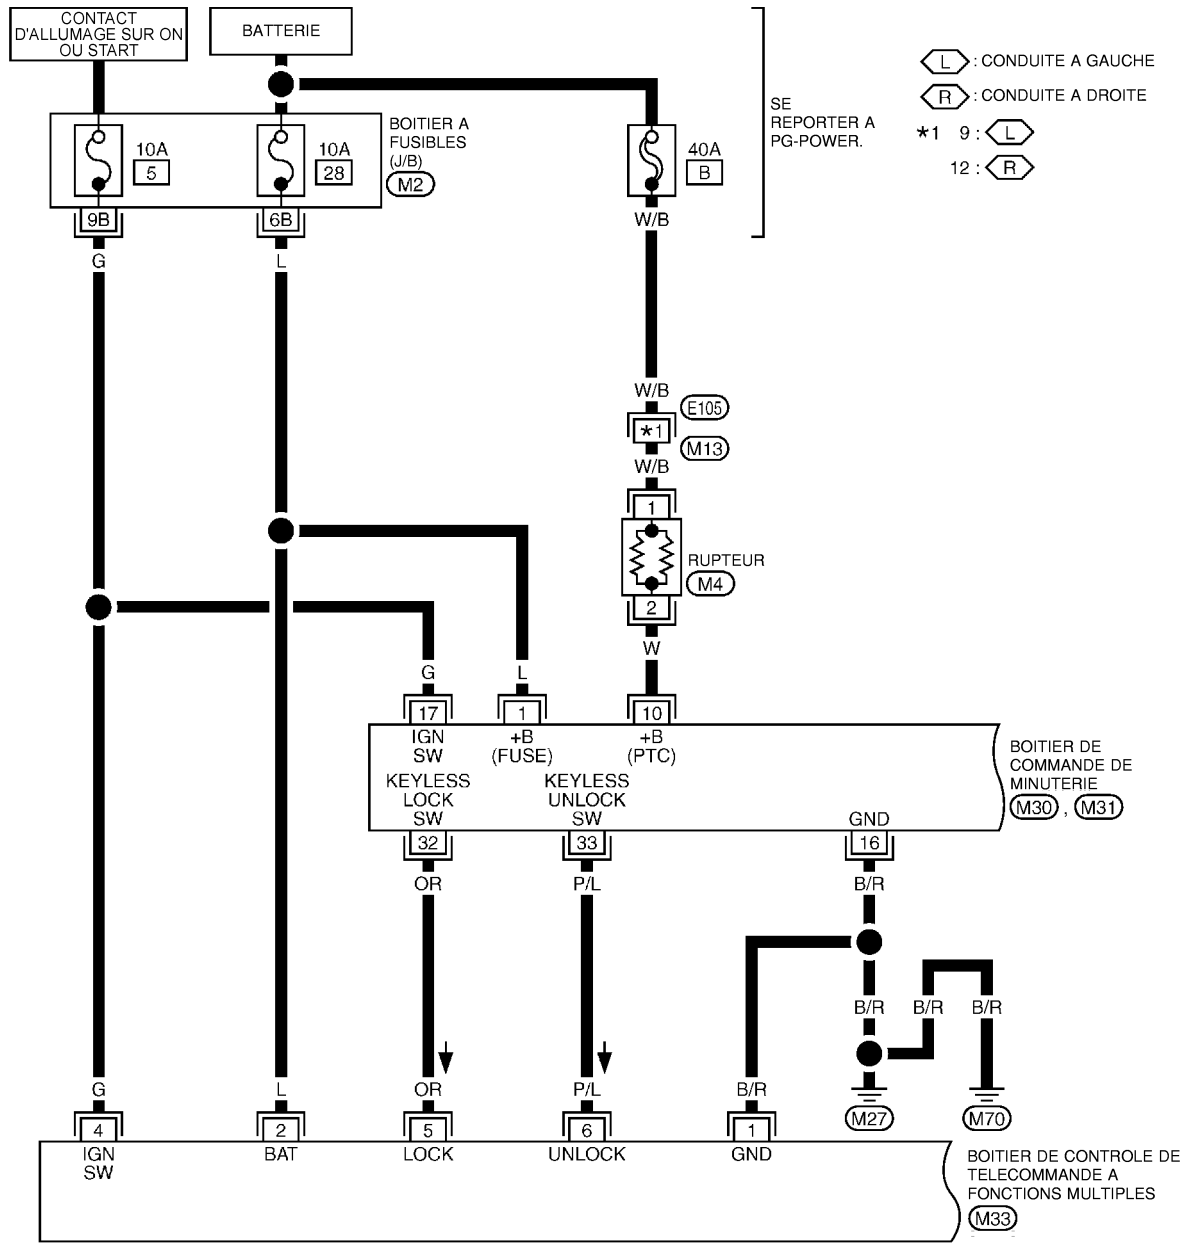 CONTACT
D'ALLUMAGE SUR ON
OU START
BATTERIE
SE
REPORTER A
PG-POWER.
L : CONDUITE A GAUCHE
R : CONDUITE A DROITE
*1 9 : L
12 : R
10A
5
10A
28
BOITIER A
FUSIBLES
(J/B)
M2
40A
B
9B
6B
W/B
G
L
W/B
E105
*1
M13
W/B
1
RUPTEUR
M4
2
W
G
L
17
1
10
IGN
SW
+B
(FUSE)
+B
(PTC)
KEYLESS
LOCK
SW
KEYLESS
UNLOCK
SW
GND
BOITIER DE
COMMANDE DE
MINUTERIE
M30 , M31
32
33
16
OR
P/L
B/R
B/R
B/R
B/R
G
L
OR
P/L
B/R
M27
M70
4
2
5
6
1
IGN
SW
BAT
LOCK
UNLOCK
GND
BOITIER DE CONTROLE DE
TELECOMMANDE A
FONCTIONS MULTIPLES
M33